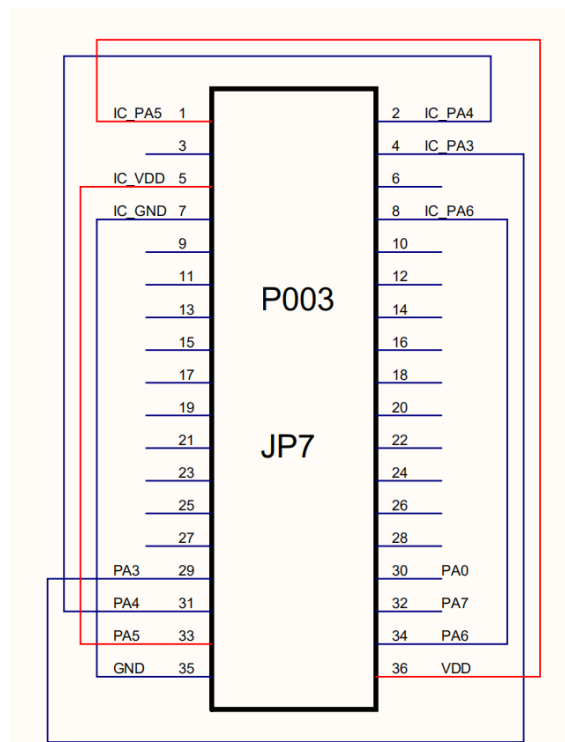 IC_PA5 1 2 IC_PA4
3 4 IC_PA3
IC_VDD 5 6
IC_GND 7 8 IC_PA6
9 10
11 12
P003
13 14
15 16
17 18
19 20
JP7
21 22
23 24
25 26
27 28
PA3 29 30 PA0
PA4 31 32 PA7
PA5 33 34 PA6
GND 35 36 VDD